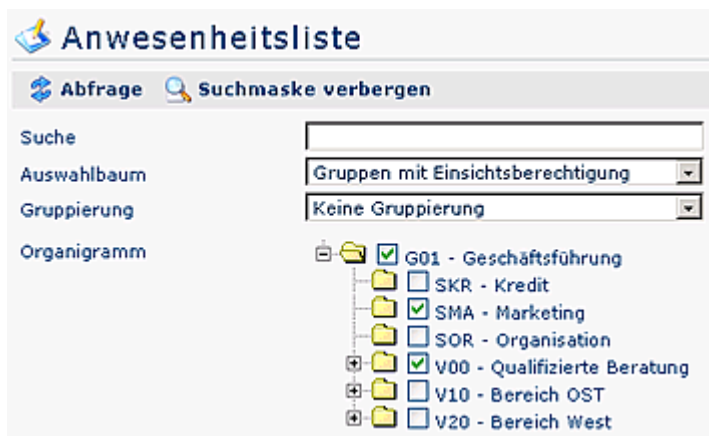 Anwesenheitsliste
Abfrage Suchmaske verbergen
Suche
Auswahlbaum Gruppen mit Einsichtsberechtigung
Gruppierung Keine Gruppierung
Organigramm G01 - Geschäftsführung
SKR - Kredit
SMA - Marketing
SOR - Organisation
V00 - Qualifizierte Beratung
V10 - Bereich OST
V20 - Bereich West